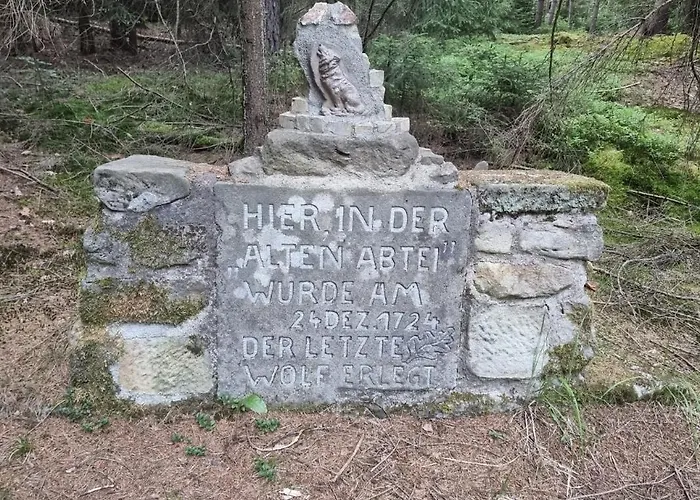 HIER, IN DER
„ALTEN ABTEI”
WURDE AM
24 DEZ. 1724
DER LETZTE
WOLF ERLEGT